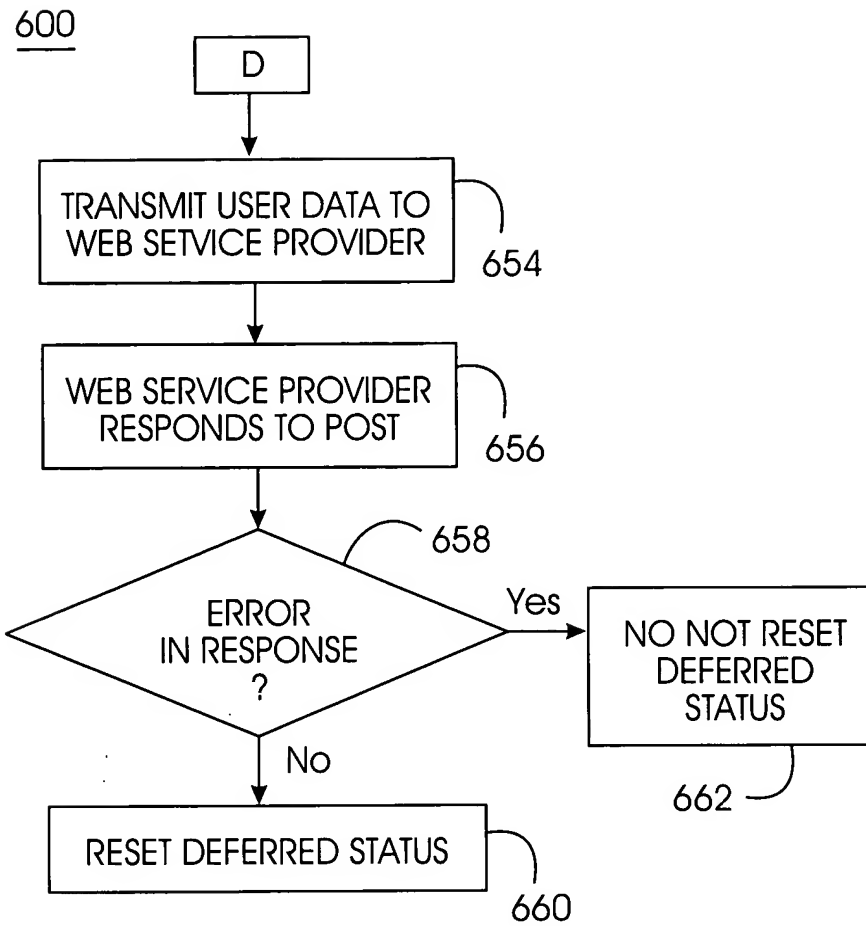 600
D
TRANSMIT USER DATA TO
WEB SETVICE PROVIDER
654
WEB SERVICE PROVIDER
RESPONDS TO POST
656
658
ERROR
IN RESPONSE
?
Yes
NO NOT RESET
DEFERRED
STATUS
662
No
RESET DEFERRED STATUS
660